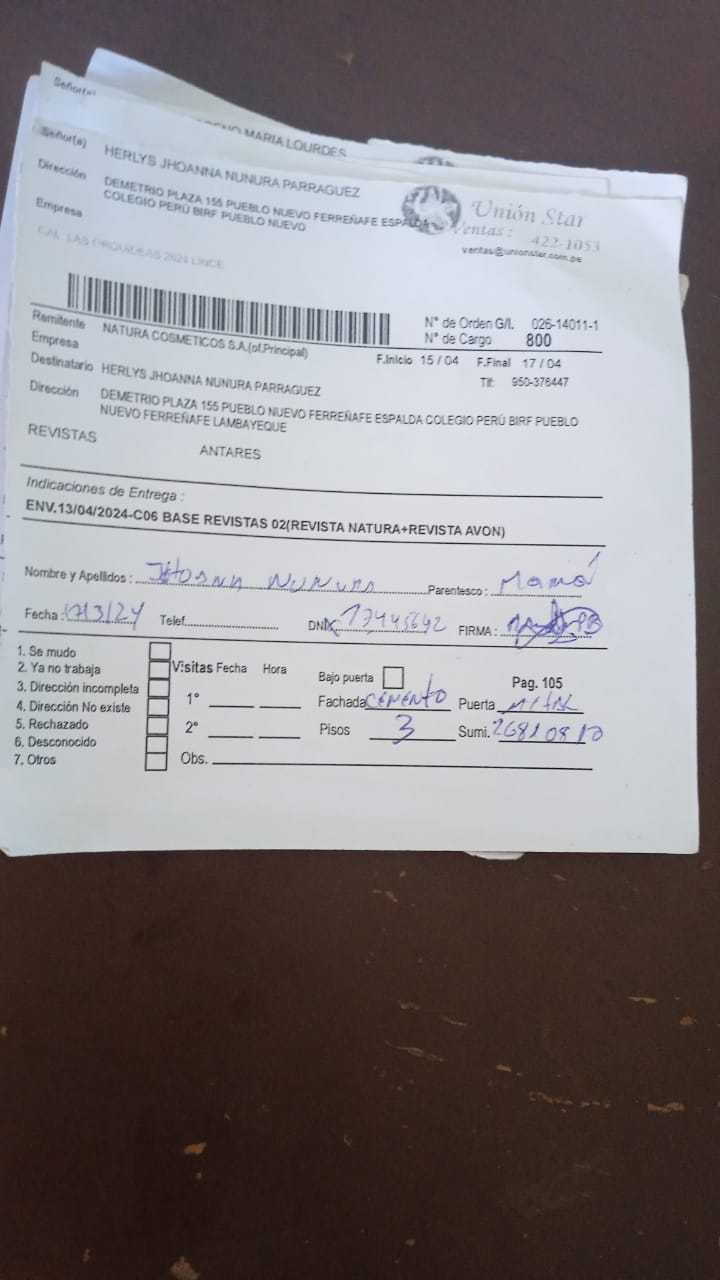 Señor(a)
MARIA LOURDES
Señor(a) HERLYS JHOANNA NUNURA PARRAGUEZ
Dirección DEMETRIO PLAZA 155 PUEBLO NUEVO FERREÑAFE ESPALDA
COLEGIO PERÚ BIRF PUEBLO NUEVO
Empresa
CAL LAS ORQUIDEAS 2624 LINCE
Unión Star
Ventas : 422-1053
ventas@unionstar.com.pe
Remitente NATURA COSMETICOS S.A.(of.Principal)
Empresa
N° de Orden G/I. 026-14011-1
N° de Cargo 800
F.Inicio 15 / 04 F.Final 17 / 04
Destinatario HERLYS JHOANNA NUNURA PARRAGUEZ
Tlf: 950-376447
Dirección DEMETRIO PLAZA 155 PUEBLO NUEVO FERREÑAFE ESPALDA COLEGIO PERÚ BIRF PUEBLO
NUEVO FERREÑAFE LAMBAYEQUE
REVISTAS ANTARES
Indicaciones de Entrega :
ENV.13/04/2024-C06 BASE REVISTAS 02(REVISTA NATURA+REVISTA AVON)
Nombre y Apellidos : Jhoana Nunura Parentesco : Mamá
Fecha : Telef. DNI: 17445642 FIRMA :
1. Se mudo
2. Ya no trabaja
3. Dirección incompleta
4. Dirección No existe
5. Rechazado
6. Desconocido
7. Otros
Visitas Fecha Hora
1°
2°
Obs.
Bajo puerta Pag. 105
Fachada CEMENTO Puerta
Pisos 3 Sumi. 26810810